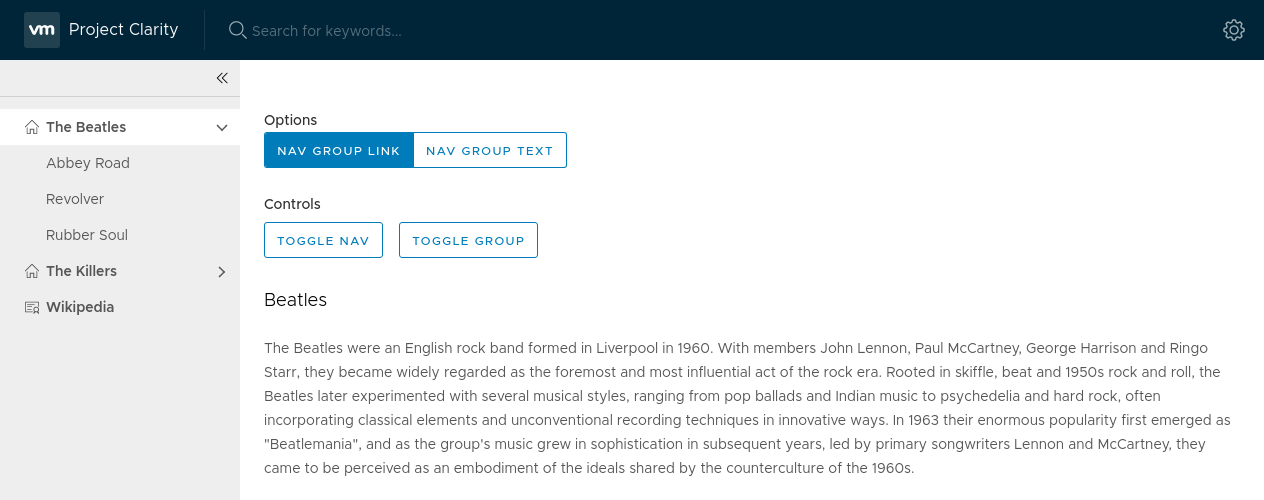 vm Project Clarity Search for keywords...
The Beatles
Abbey Road
Revolver
Rubber Soul
The Killers
Wikipedia
Options
NAV GROUP LINK NAV GROUP TEXT
Controls
TOGGLE NAV TOGGLE GROUP
Beatles
The Beatles were an English rock band formed in Liverpool in 1960. With members John Lennon, Paul McCartney, George Harrison and Ringo
Starr, they became widely regarded as the foremost and most influential act of the rock era. Rooted in skiffle, beat and 1950s rock and roll, the
Beatles later experimented with several musical styles, ranging from pop ballads and Indian music to psychedelia and hard rock, often
incorporating classical elements and unconventional recording techniques in innovative ways. In 1963 their enormous popularity first emerged as
"Beatlemania", and as the group's music grew in sophistication in subsequent years, led by primary songwriters Lennon and McCartney, they
came to be perceived as an embodiment of the ideals shared by the counterculture of the 1960s.